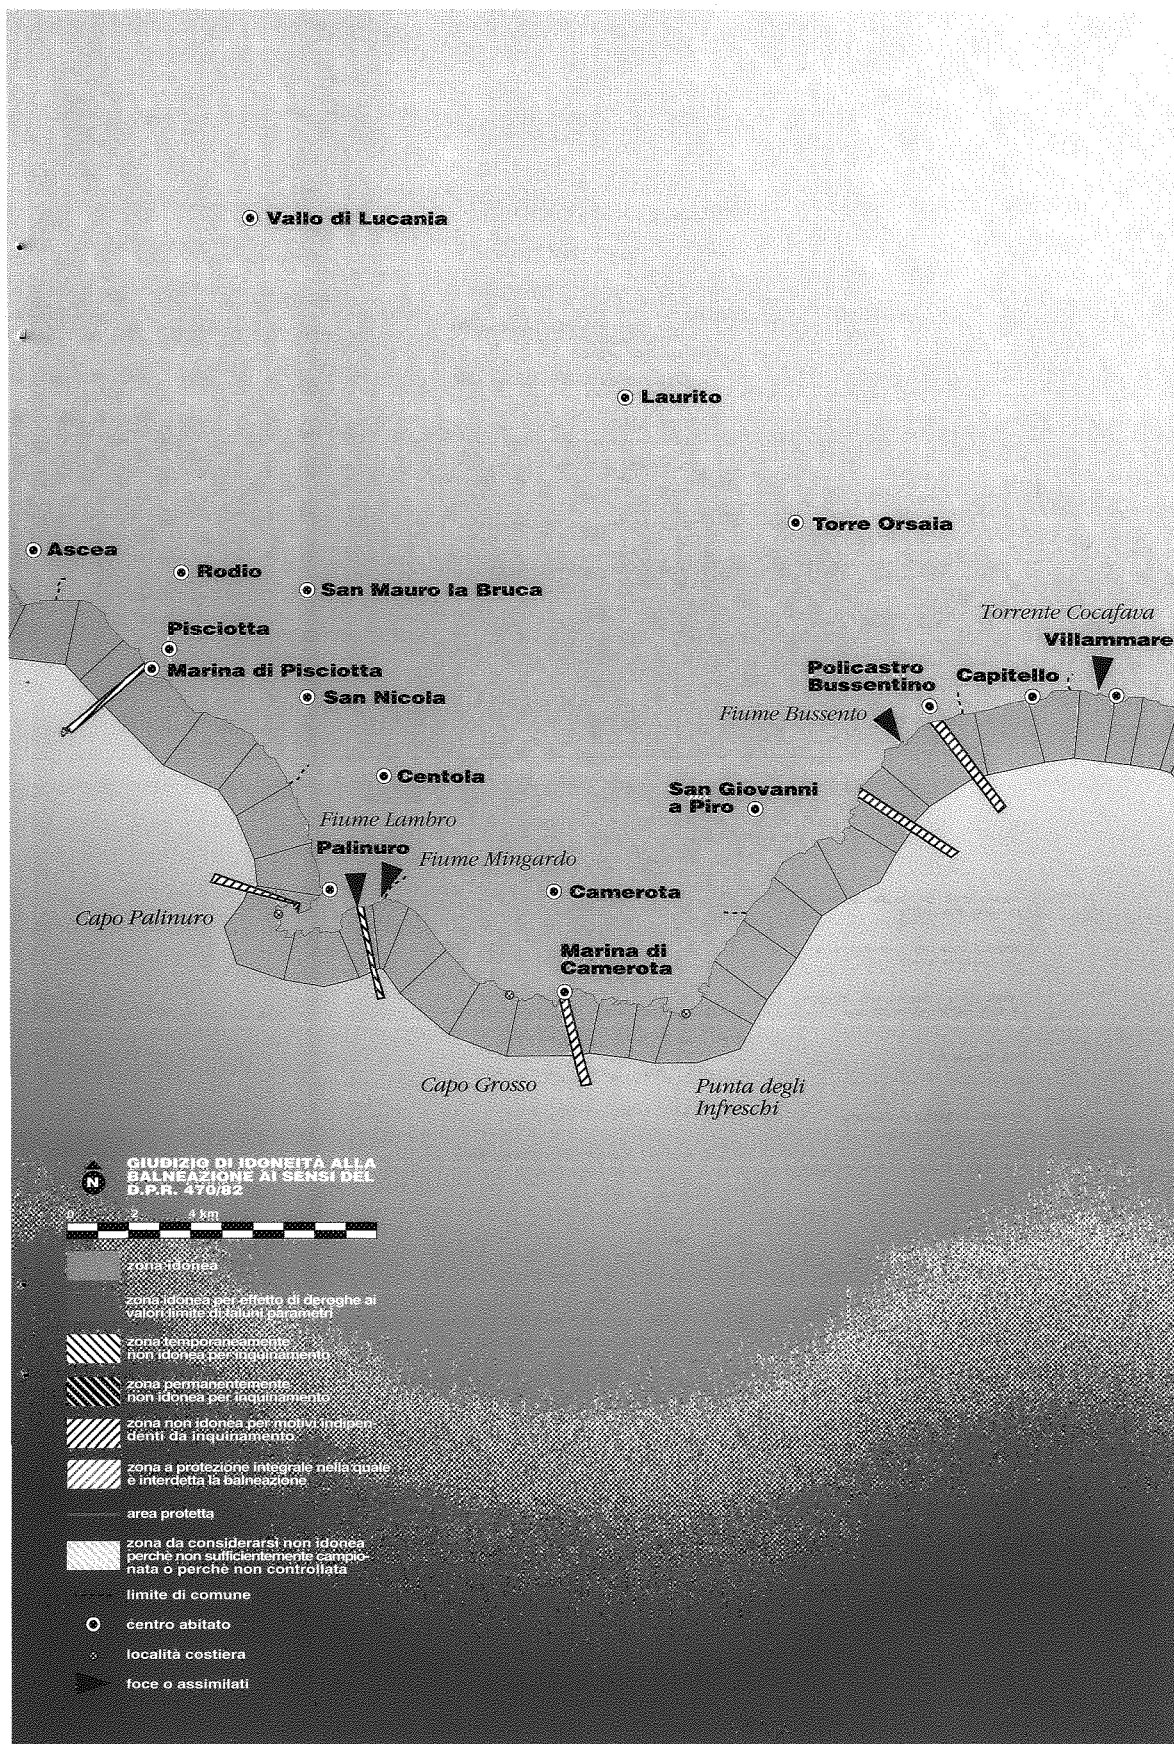 Vallo di Lucania
Laurito
Torre Orsaia
Ascea
Rodio
San Mauro la Bruca
Torrente Cocafava
Pisciotta
Villammare
Marina di Pisciotta
Policastro
Bussentino
Capitello
San Nicola
Fiume Bussento
Centola
San Giovanni
a Piro
Fiume Lambro
Palinuro
Fiume Mingardo
Camerota
Capo Palinuro
Marina di
Camerota
Capo Grosso
Punta degli
Infreschi
N
GIUDIZIO DI IDONEITÀ ALLA
BALNEAZIONE AI SENSI DEL
D.P.R. 470/82
0 2 4 km
zona idonea
zona idonea per effetto di deroghe ai
valori limite di taluni parametri
zona temporaneamente
non idonea per inquinamento
zona permanentemente
non idonea per inquinamento
zona non idonea per motivi indipen-
denti da inquinamento
zona a protezione integrale nella quale
è interdetta la balneazione
area protetta
zona da considerarsi non idonea
perchè non sufficientemente campio-
nata o perchè non controllata
limite di comune
centro abitato
località costiera
foce o assimilati